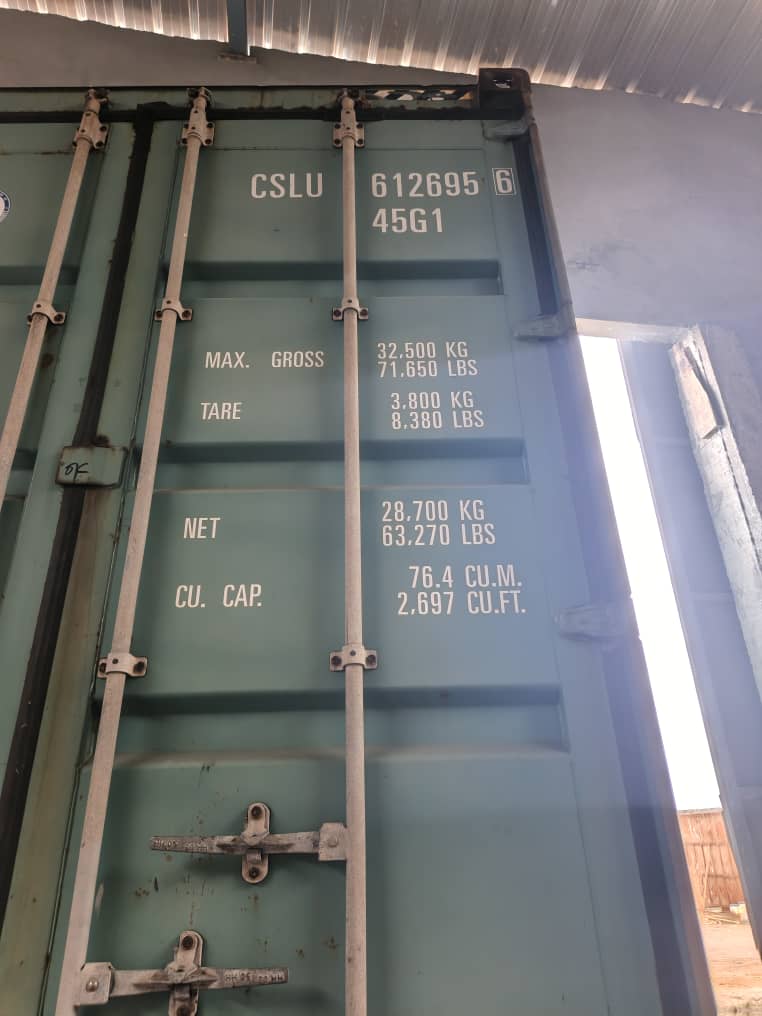 CSLU 612695 6
45G1
MAX. GROSS 32,500 KG
71,650 LBS
TARE 3,800 KG
8,380 LBS
NET 28,700 KG
63,270 LBS
CU. CAP. 76.4 CU.M.
2,697 CU.FT.
OK